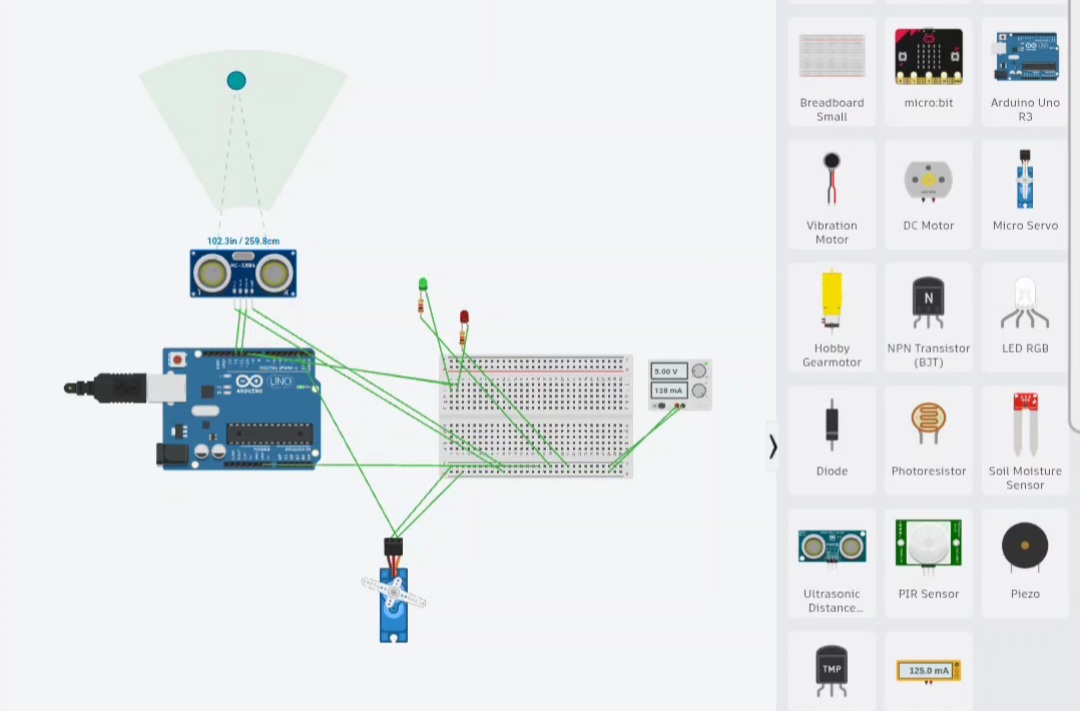 102.3in / 259.8cm
UNO
ARDUINO
5.00 V
128 mA
Breadboard
Small
micro:bit
Arduino Uno
R3
Vibration
Motor
DC Motor
Micro Servo
Hobby
Gearmotor
N
NPN Transistor
(BJT)
LED RGB
Diode
Photoresistor
Soil Moisture
Sensor
Ultrasonic
Distance...
PIR Sensor
Piezo
TMP
125.0 mA